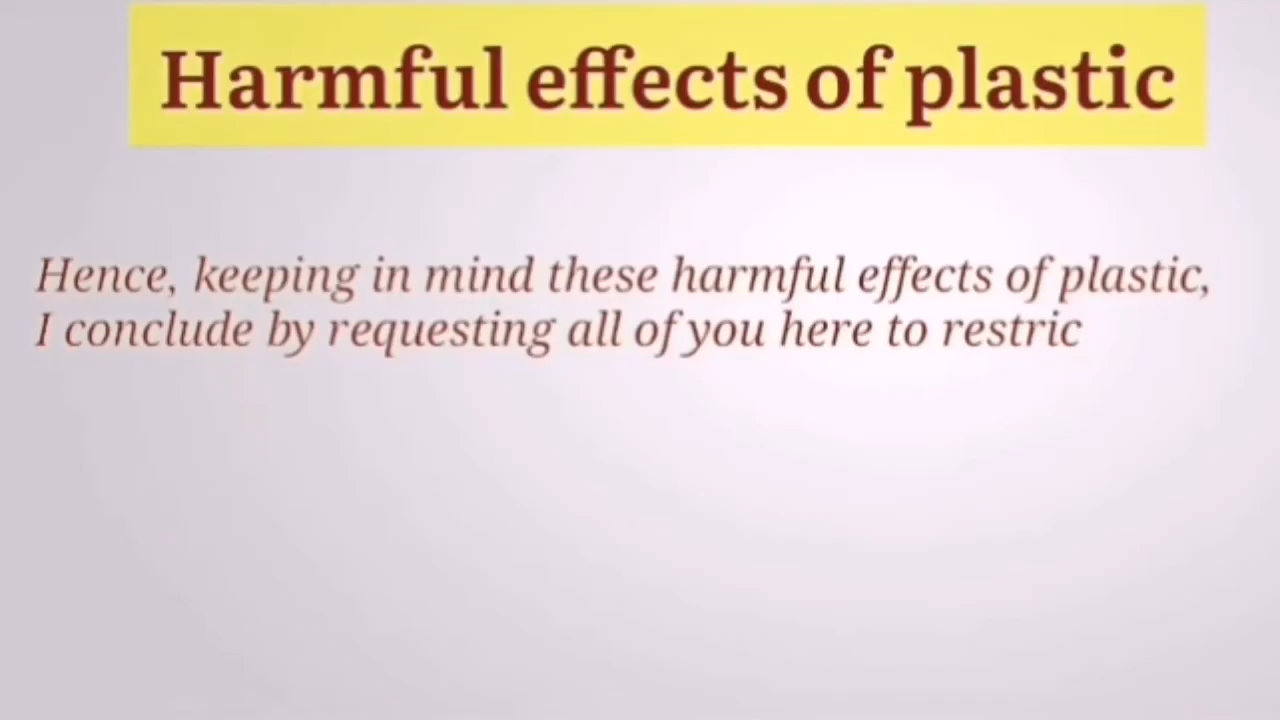 Harmful effects of plastic
Hence, keeping in mind these harmful effects of plastic,
I conclude by requesting all of you here to restric